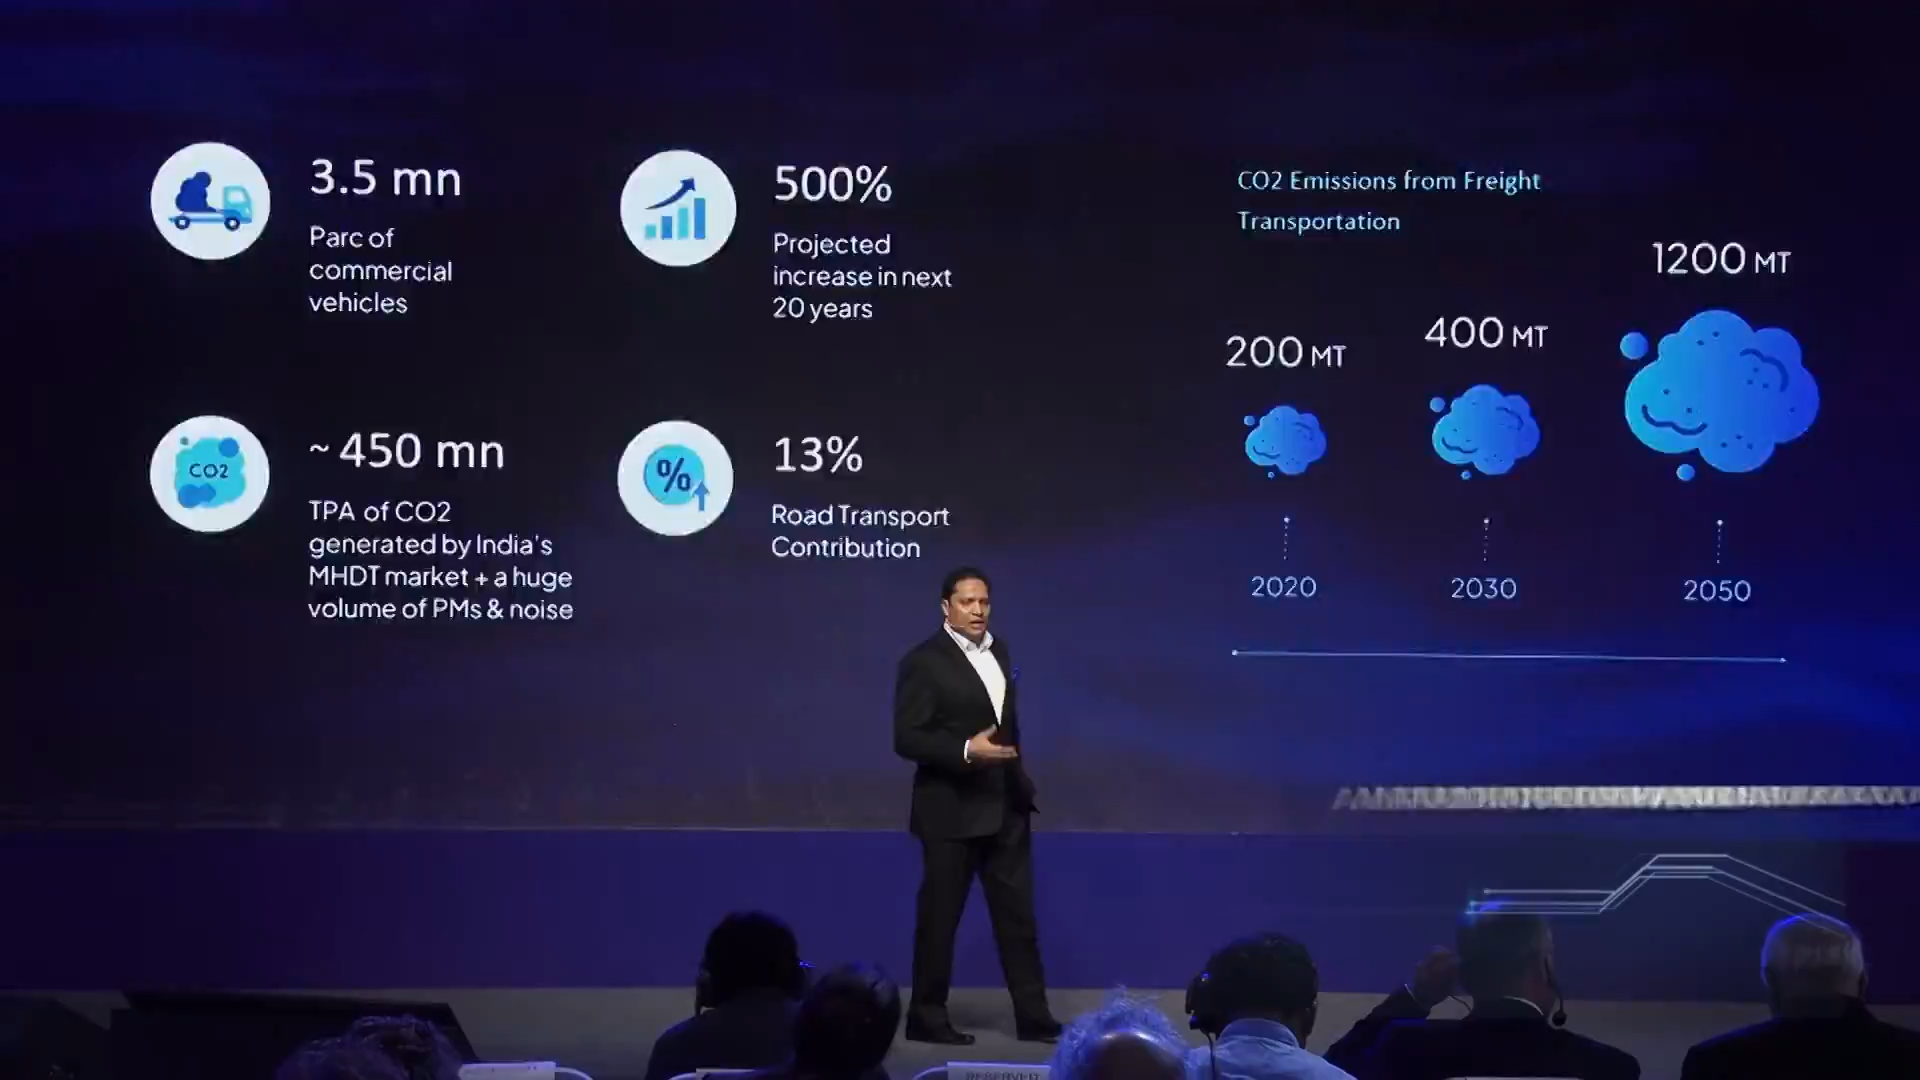 3.5 mn
Parc of
commercial
vehicles
500%
Projected
increase in next
20 years
CO2
~ 450 mn
TPA of CO2
generated by India's
MHDT market + a huge
volume of PMs & noise
%
13%
Road Transport
Contribution
CO2 Emissions from Freight
Transportation
200 MT
400 MT
1200 MT
2020
2030
2050
RESERVED